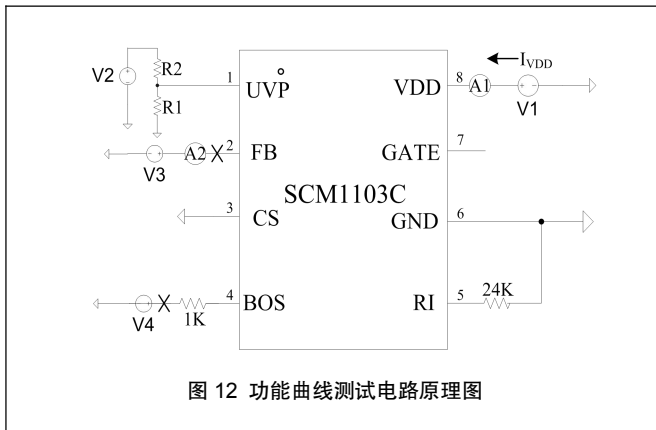 V2
R2
R1
1
UVP
VDD
8
A1
I_VDD
V1
V3
A2
2
FB
GATE
7
SCM1103C
3
CS
GND
6
V4
1K
4
BOS
RI
5
24K
图 12 功能曲线测试电路原理图